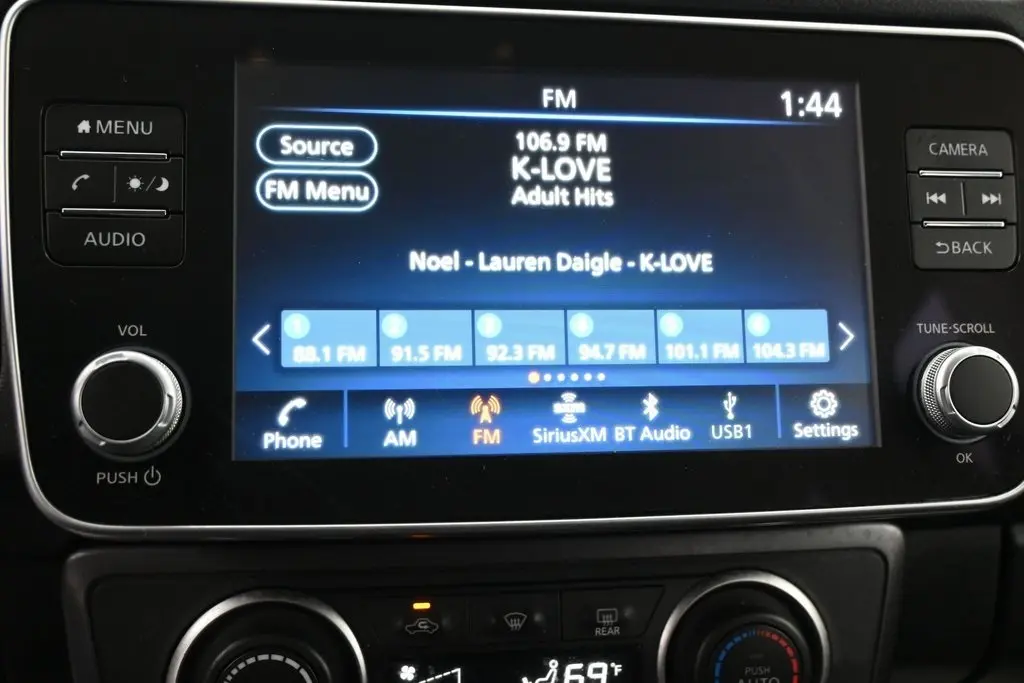 FM
1:44
MENU
AUDIO
VOL
PUSH
Source
FM Menu
106.9 FM
K-LOVE
Adult Hits
Noel - Lauren Daigle - K-LOVE
88.1 FM 91.5 FM 92.3 FM 94.7 FM 101.1 FM 104.3 FM
Phone AM FM SiriusXM BT Audio USB1 Settings
CAMERA
BACK
TUNE·SCROLL
OK
REAR
69°F
PUSH
AUTO